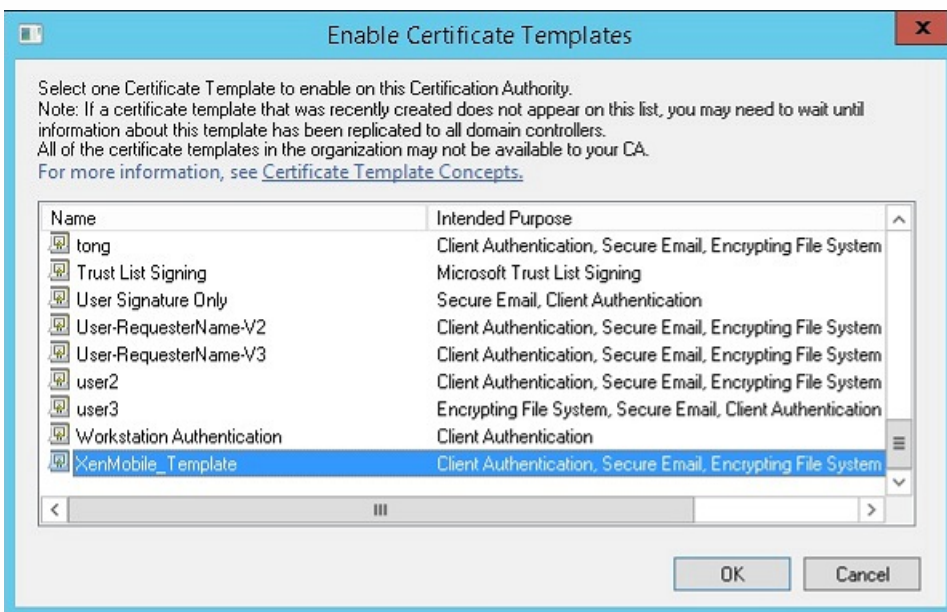 Enable Certificate Templates
x
Select one Certificate Template to enable on this Certification Authority.
Note: If a certificate template that was recently created does not appear on this list, you may need to wait until
information about this template has been replicated to all domain controllers.
All of the certificate templates in the organization may not be available to your CA.
For more information, see Certificate Template Concepts.
Name Intended Purpose
tong Client Authentication, Secure Email, Encrypting File System
Trust List Signing Microsoft Trust List Signing
User Signature Only Secure Email, Client Authentication
User-RequesterName-V2 Client Authentication, Secure Email, Encrypting File System
User-RequesterName-V3 Client Authentication, Secure Email, Encrypting File System
user2 Client Authentication, Secure Email, Encrypting File System
user3 Encrypting File System, Secure Email, Client Authentication
Workstation Authentication Client Authentication
XenMobile_Template Client Authentication, Secure Email, Encrypting File System
OK Cancel